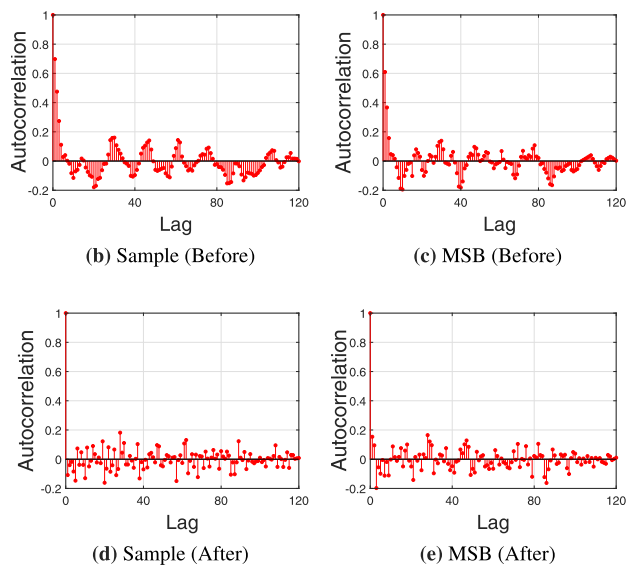 1
0.8
0.6
0.4
0.2
0
-0.2
0 40 80 120
Autocorrelation
Lag
(b) Sample (Before)
1
0.8
0.6
0.4
0.2
0
-0.2
0 40 80 120
Autocorrelation
Lag
(c) MSB (Before)
1
0.8
0.6
0.4
0.2
0
-0.2
0 40 80 120
Autocorrelation
Lag
(d) Sample (After)
1
0.8
0.6
0.4
0.2
0
-0.2
0 40 80 120
Autocorrelation
Lag
(e) MSB (After)